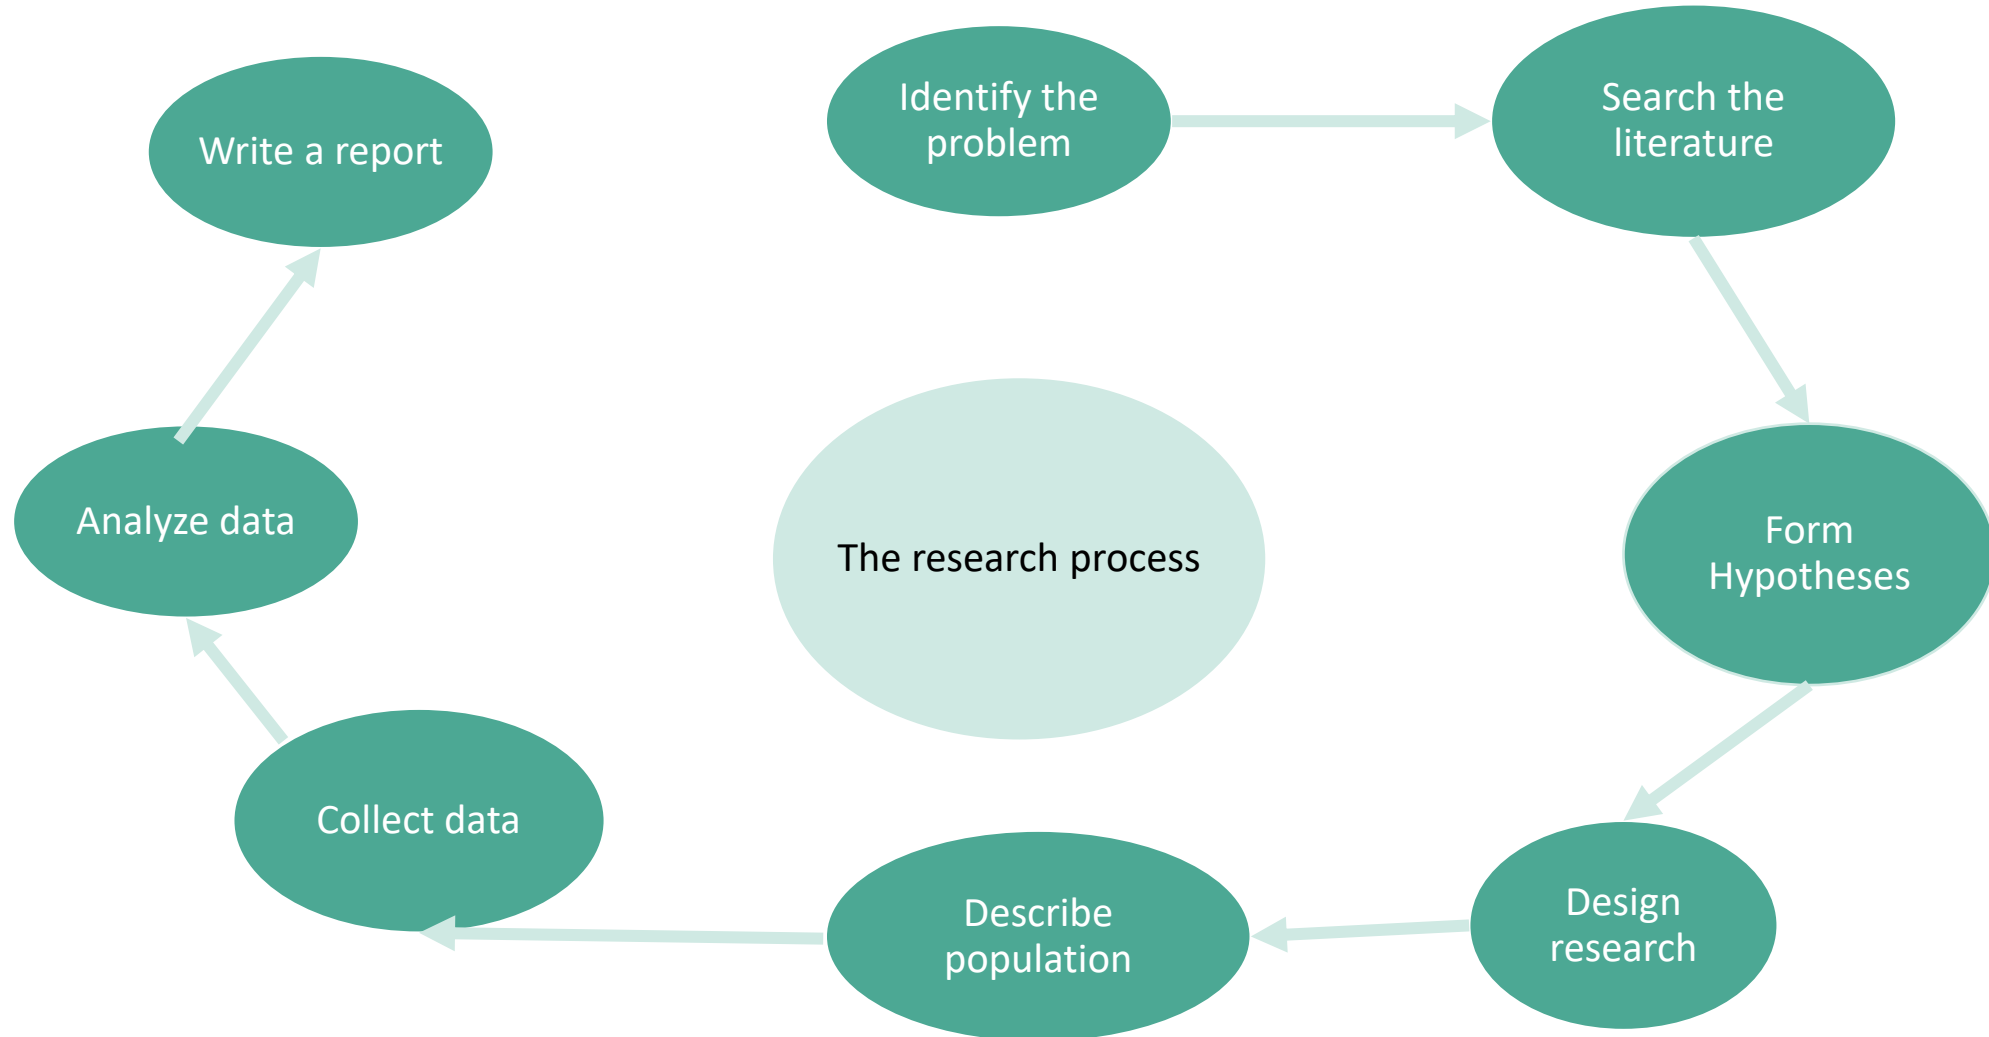 Identify the
problem
Search the
literature
Form
Hypotheses
Design
research
Describe
population
Collect data
Analyze data
Write a report
The research process